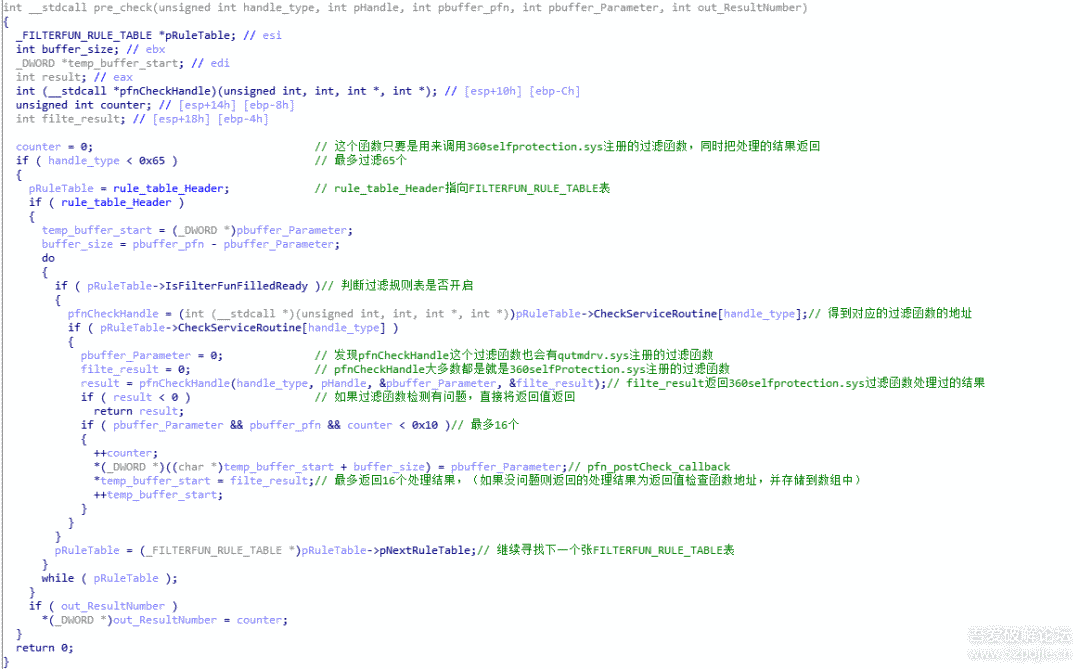 int __stdcall pre_check(unsigned int handle_type, int pHandle, int pbuffer_pfn, int pbuffer_Parameter, int out_ResultNumber)
{
_FILTERFUN_RULE_TABLE *pRuleTable; // esi
int buffer_size; // ebx
_DWORD *temp_buffer_start; // edi
int result; // eax
int (__stdcall *pfnCheckHandle)(unsigned int, int, int *, int *); // [esp+10h] [ebp-Ch]
unsigned int counter; // [esp+14h] [ebp-8h]
int filte_result; // [esp+18h] [ebp-4h]
counter = 0; // 这个函数只要是用来调用360selfprotection.sys注册的过滤函数，同时把处理的结果返回
if ( handle_type < 0x65 ) // 最多过滤65个
{
pRuleTable = rule_table_Header; // rule_table_Header指向FILTERFUN_RULE_TABLE表
if ( rule_table_Header )
{
temp_buffer_start = (_DWORD *)pbuffer_Parameter;
buffer_size = pbuffer_pfn - pbuffer_Parameter;
do
{
if ( pRuleTable->IsFilterFunFilledReady )// 判断过滤规则表是否开启
{
pfnCheckHandle = (int (__stdcall *)(unsigned int, int, int *, int *))pRuleTable->CheckServiceRoutine[handle_type];// 得到对应的过滤函数的地址
if ( pRuleTable->CheckServiceRoutine[handle_type] )
{
pbuffer_Parameter = 0; // 发现pfnCheckHandle这个过滤函数也会有qutmdrv.sys注册的过滤函数
filte_result = 0; // pfnCheckHandle大多数都是就是360selfProtection.sys注册的过滤函数
result = pfnCheckHandle(handle_type, pHandle, &pbuffer_Parameter, &filte_result);// filte_result返回360selfprotection.sys过滤函数处理过的结果
if ( result < 0 ) // 如果过滤函数检测有问题，直接将返回值返回
return result;
if ( pbuffer_Parameter && pbuffer_pfn && counter < 0x10 )// 最多16个
{
++counter;
*(_DWORD *)((char *)temp_buffer_start + buffer_size) = pbuffer_Parameter;// pfn_postCheck_callback
*temp_buffer_start = filte_result;// 最多返回16个处理结果，（如果没问题则返回的处理结果为返回值检查函数地址，并存储到数组中）
++temp_buffer_start;
}
}
}
pRuleTable = (_FILTERFUN_RULE_TABLE *)pRuleTable->pNextRuleTable;// 继续寻找下一个张FILTERFUN_RULE_TABLE表
}
while ( pRuleTable );
}
if ( out_ResultNumber )
*(_DWORD *)out_ResultNumber = counter;
}
return 0;
}
吾爱破解论坛
www.52pojie.cn